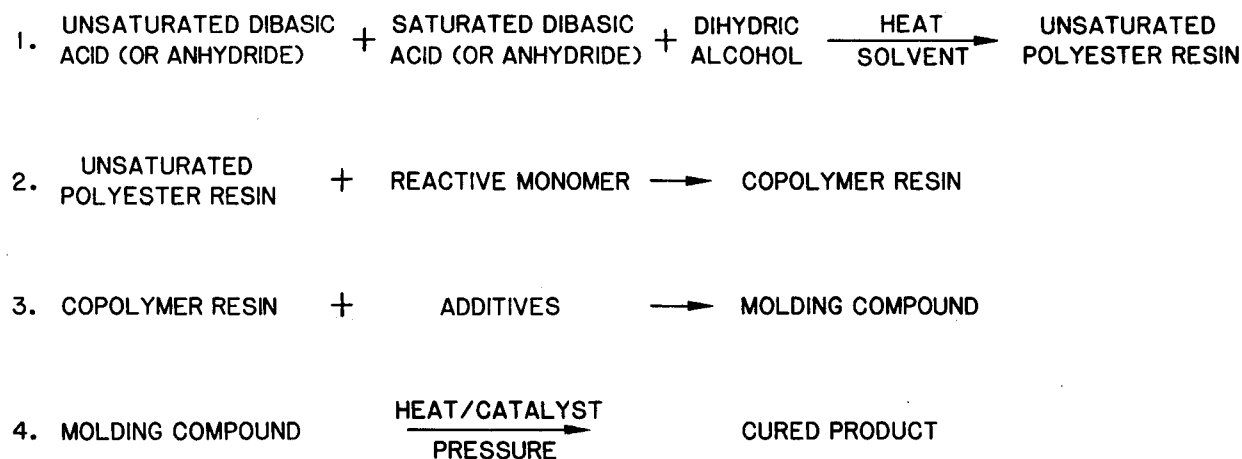 1. UNSATURATED DIBASIC ACID (OR ANHYDRIDE) + SATURATED DIBASIC ACID (OR ANHYDRIDE) + DIHYDRIC ALCOHOL HEAT SOLVENT UNSATURATED POLYESTER RESIN
2. UNSATURATED POLYESTER RESIN + REACTIVE MONOMER → COPOLYMER RESIN
3. COPOLYMER RESIN + ADDITIVES → MOLDING COMPOUND
4. MOLDING COMPOUND HEAT/CATALYST PRESSURE CURED PRODUCT